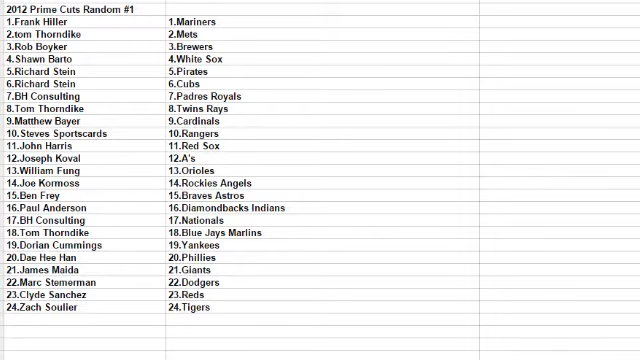 2012 Prime Cuts Random #1
1.Frank Hiller 1.Mariners
2.tom Thorndike 2.Mets
3.Rob Boyker 3.Brewers
4.Shawn Barto 4.White Sox
5.Richard Stein 5.Pirates
6.Richard Stein 6.Cubs
7.BH Consulting 7.Padres Royals
8.Tom Thorndike 8.Twins Rays
9.Matthew Bayer 9.Cardinals
10.Steves Sportscards 10.Rangers
11.John Harris 11.Red Sox
12.Joseph Koval 12.A's
13.William Fung 13.Orioles
14.Joe Kormoss 14.Rockies Angels
15.Ben Frey 15.Braves Astros
16.Paul Anderson 16.Diamondbacks Indians
17.BH Consulting 17.Nationals
18.Tom Thorndike 18.Blue Jays Marlins
19.Dorian Cummings 19.Yankees
20.Dae Hee Han 20.Phillies
21.James Maida 21.Giants
22.Marc Stemerman 22.Dodgers
23.Clyde Sanchez 23.Reds
24.Zach Soulier 24.Tigers